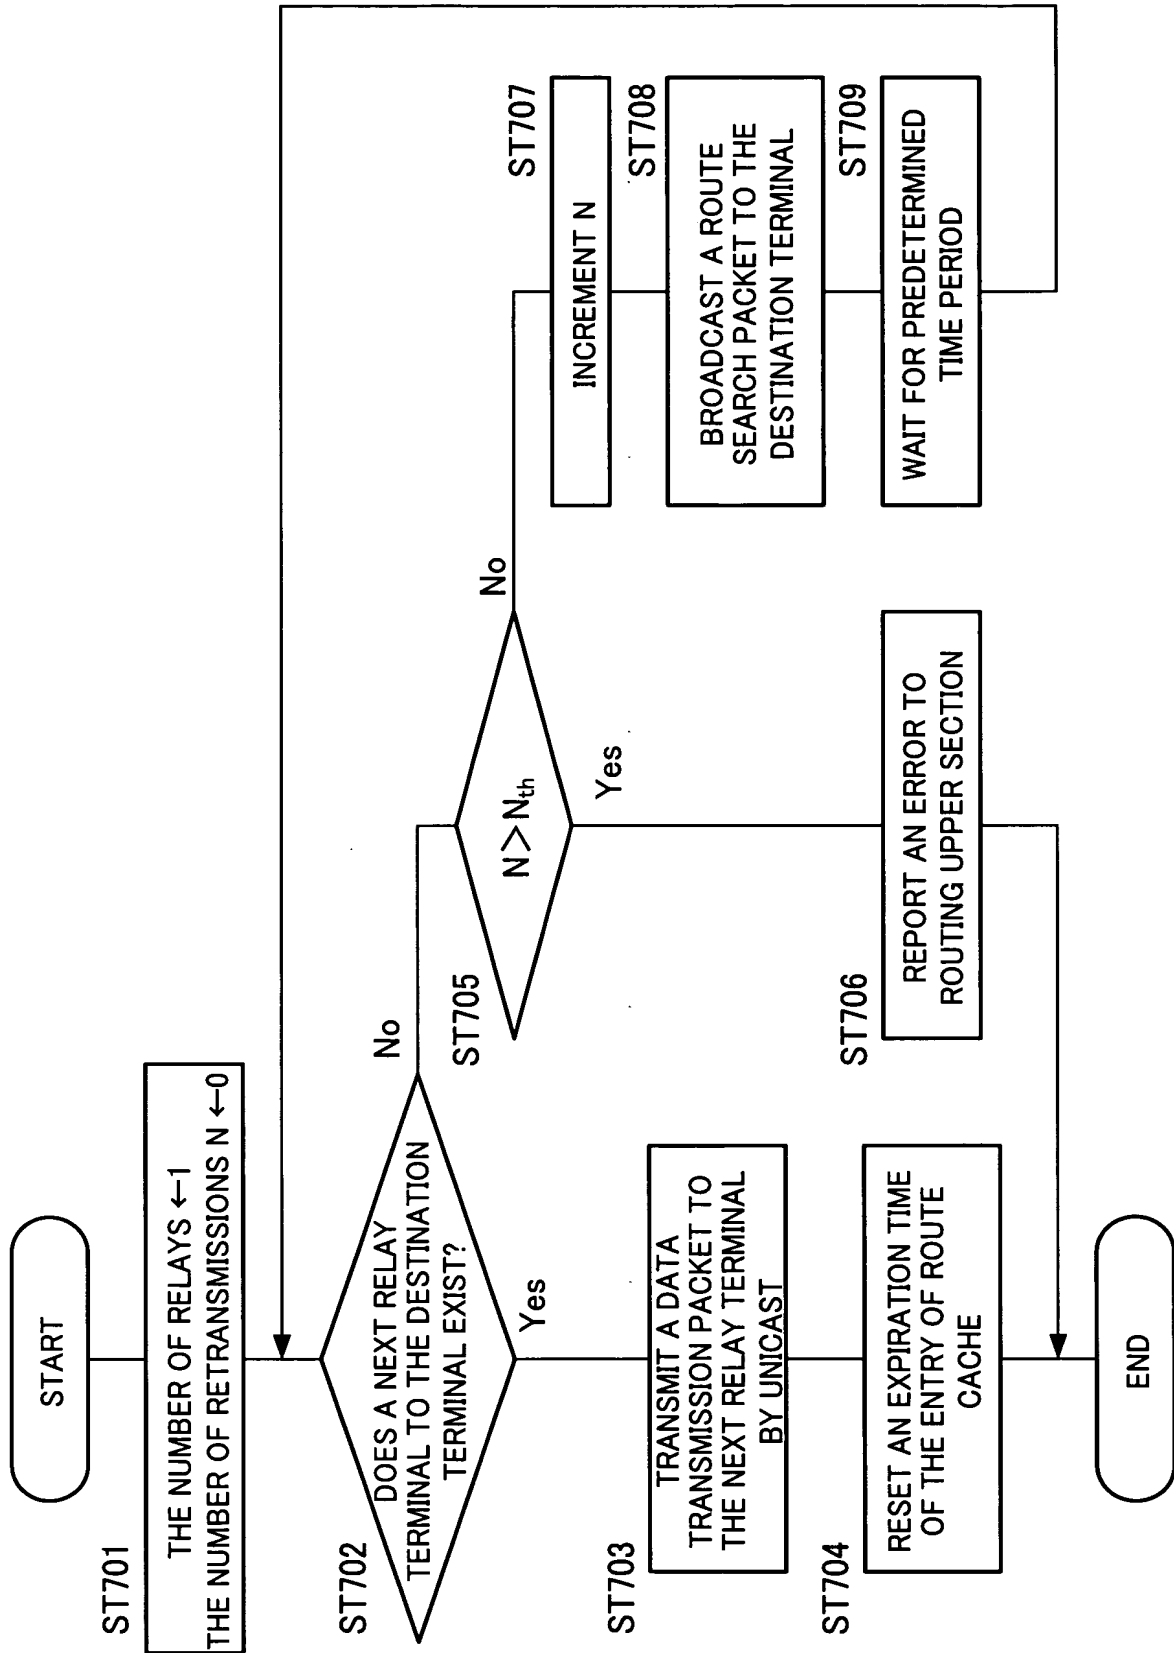 START
ST701
THE NUMBER OF RELAYS ←1
THE NUMBER OF RETRANSMISSIONS N ←0
ST702
DOES A NEXT RELAY
TERMINAL TO THE DESTINATION
TERMINAL EXIST?
No
Yes
ST703
TRANSMIT A DATA
TRANSMISSION PACKET TO
THE NEXT RELAY TERMINAL
BY UNICAST
ST704
RESET AN EXPIRATION TIME
OF THE ENTRY OF ROUTE
CACHE
END
ST705
N>Nth
No
Yes
ST706
REPORT AN ERROR TO
ROUTING UPPER SECTION
ST707
INCREMENT N
ST708
BROADCAST A ROUTE
SEARCH PACKET TO THE
DESTINATION TERMINAL
ST709
WAIT FOR PREDETERMINED
TIME PERIOD